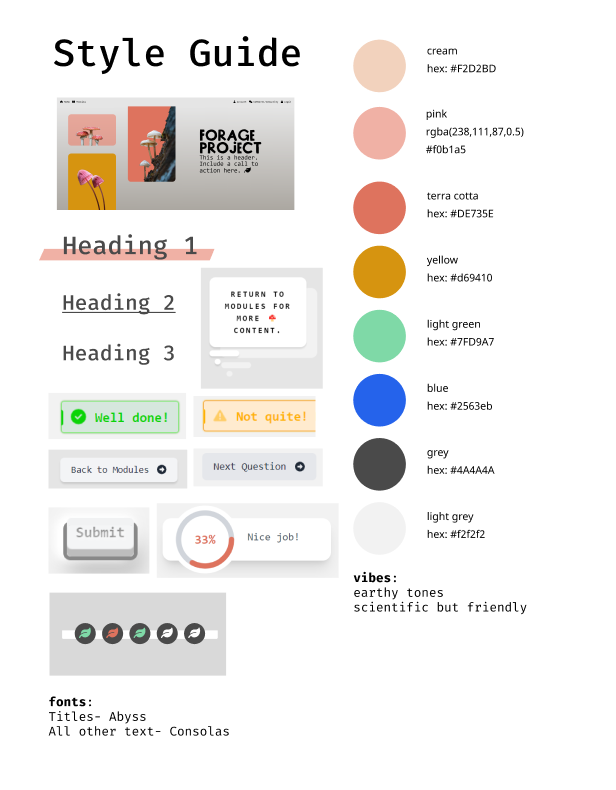 Style Guide
Home
Account
Logout
FORAGE
PROJECT
This is a header.
Include a call to
action here.
Heading 1
Heading 2
Heading 3
RETURN TO
MODULES FOR
MORE
CONTENT.
Well done!
Not quite!
Back to Modules
Next Question
Submit
33%
Nice job!
fonts:
Titles- Abyss
All other text- Consolas
cream
hex: #F2D2BD
pink
rgba(238,111,87,0.5)
#f0b1a5
terra cotta
hex: #DE735E
yellow
hex: #d69410
light green
hex: #7FD9A7
blue
hex: #2563eb
grey
hex: #4A4A4A
light grey
hex: #f2f2f2
vibes:
earthy tones
scientific but friendly